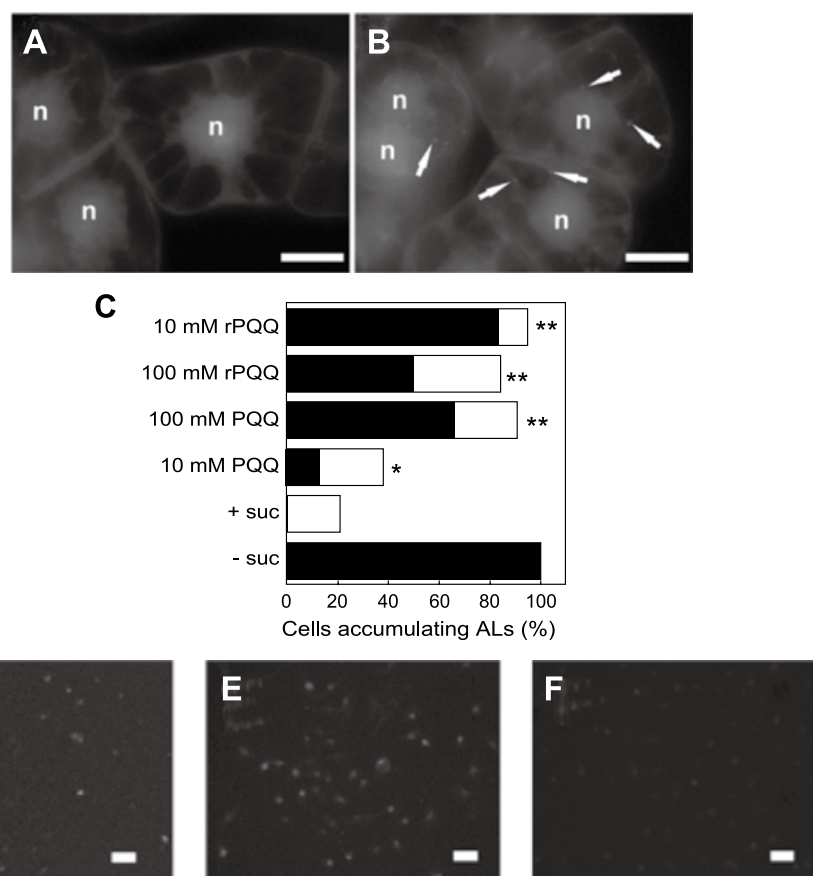 A
B
n
n
n
n
n
n
n
C
10 mM rPQQ
**
100 mM rPQQ
**
100 mM PQQ
**
10 mM PQQ
*
+ suc
- suc
0 20 40 60 80 100
Cells accumulating ALs (%)
E
F